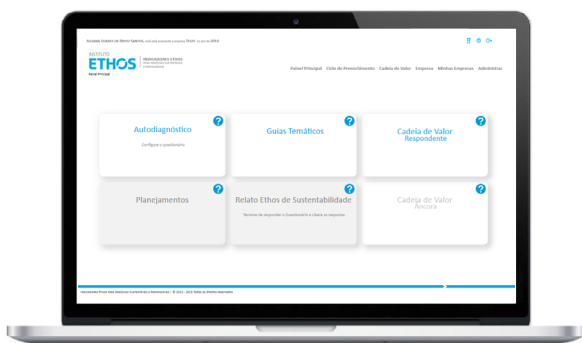 INSTITUTO
ETHOS
INDICADORES ETHOS
Painel Principal
Painel Principal Ciclo de Preenchimento Cadeia de Valor Empresa Minhas Empresas Administrar
Autodiagnóstico
Configure o questionário
?
Guias Temáticos
?
Cadeia de Valor
Respondente
?
Planejamentos
?
Relato Ethos de Sustentabilidade
Termine de responder o Questionário e libere as respostas
?
Cadeia de Valor
Âncora
?